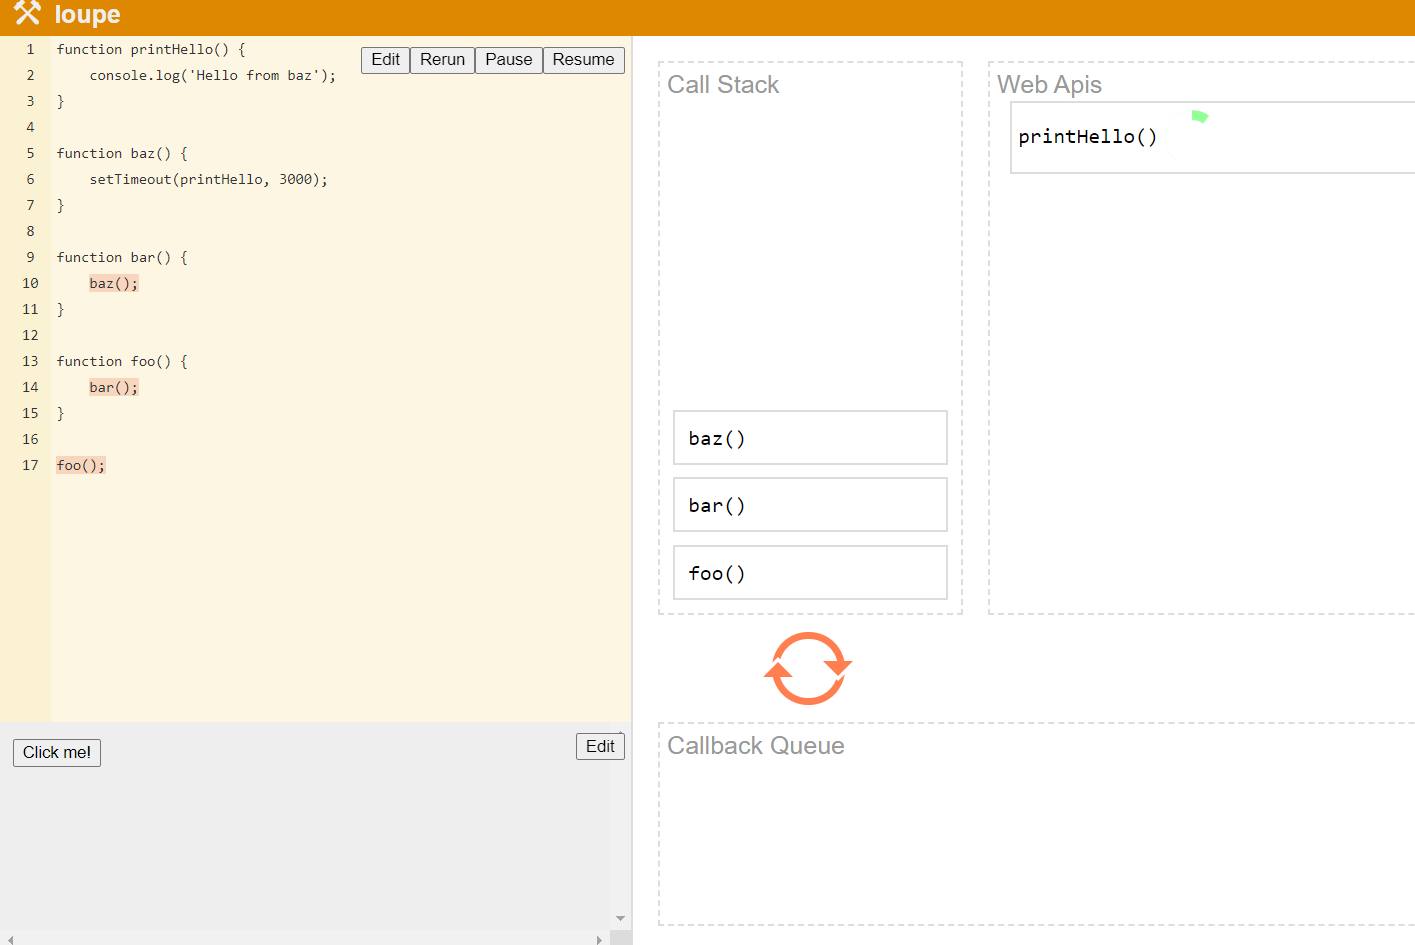 loupe
Edit Rerun Pause Resume
1 function printHello() {
2     console.log('Hello from baz');
3 }
4
5 function baz() {
6     setTimeout(printHello, 3000);
7 }
8
9 function bar() {
10     baz();
11 }
12
13 function foo() {
14     bar();
15 }
16
17 foo();
Click me!
Edit
Call Stack
baz()
bar()
foo()
Web Apis
printHello()
Callback Queue